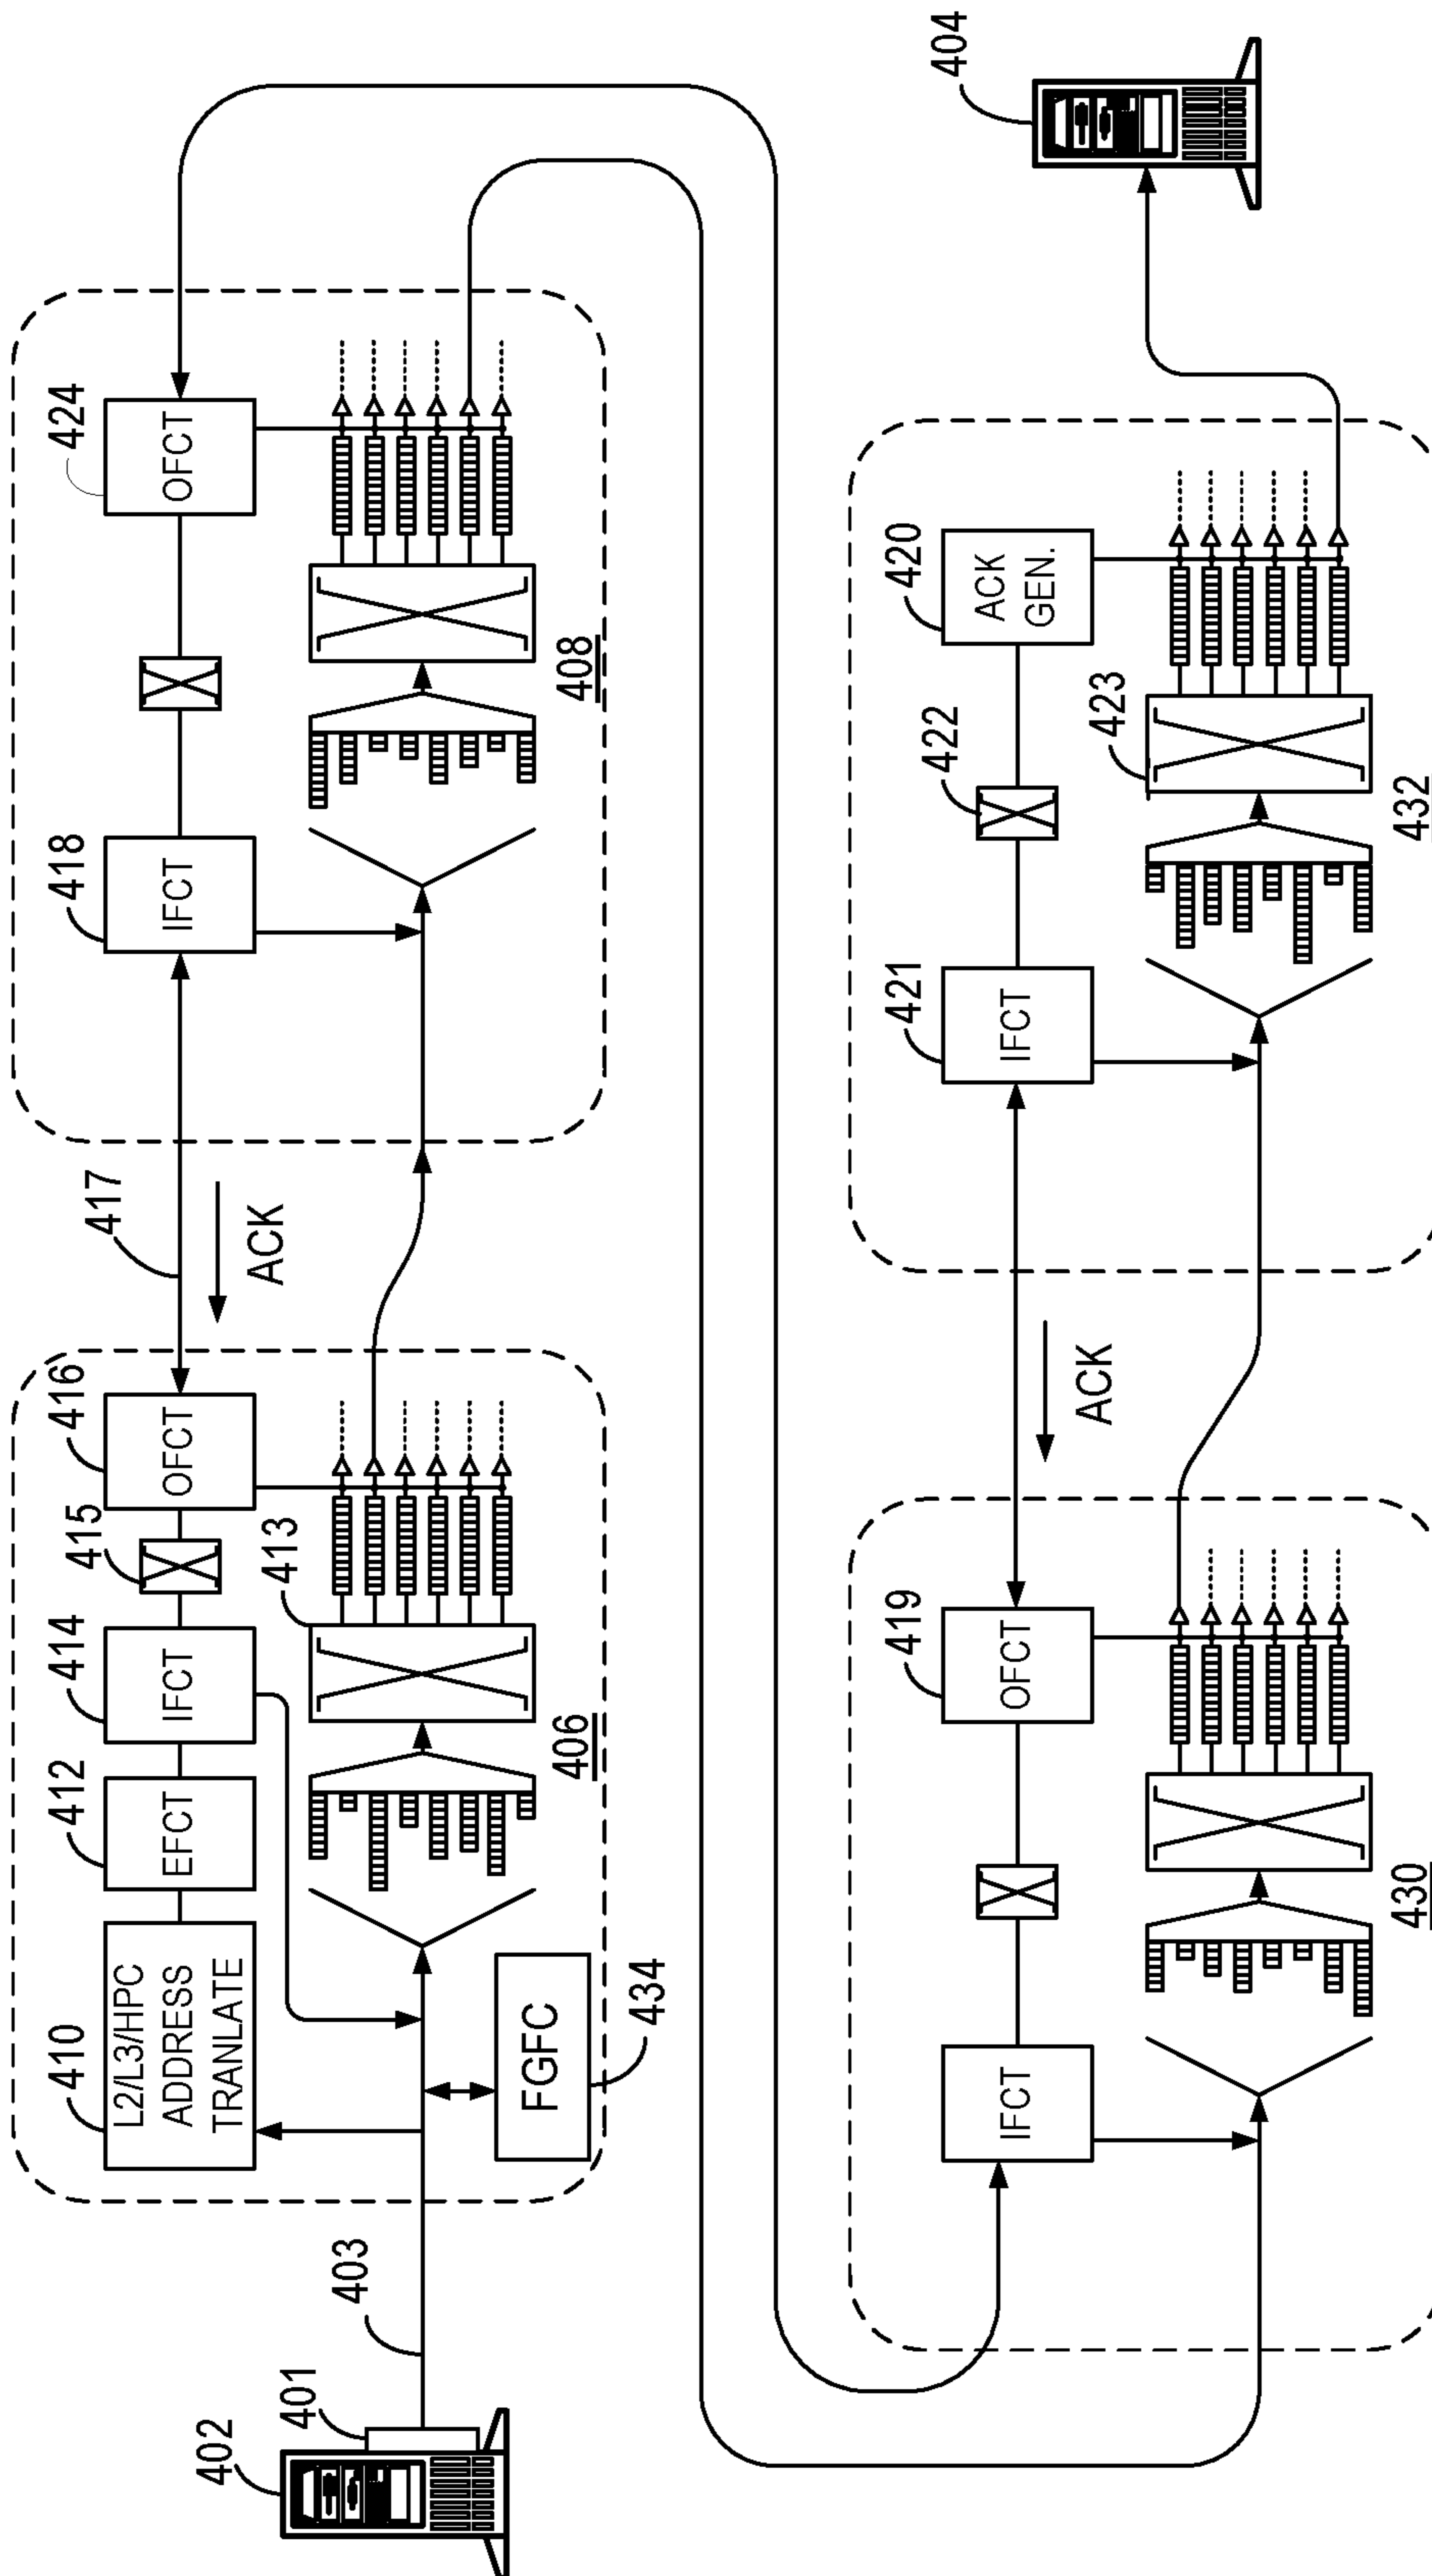 402
401
403
410
L2/L3/HPC
ADDRESS
TRANLATE
412
EFCT
414
IFCT
415
416
OFCT
413
406
FGFC
434
417
ACK
418
IFCT
424
OFCT
408
404
IFCT
419
OFCT
430
ACK
421
IFCT
422
420
ACK
GEN.
423
432